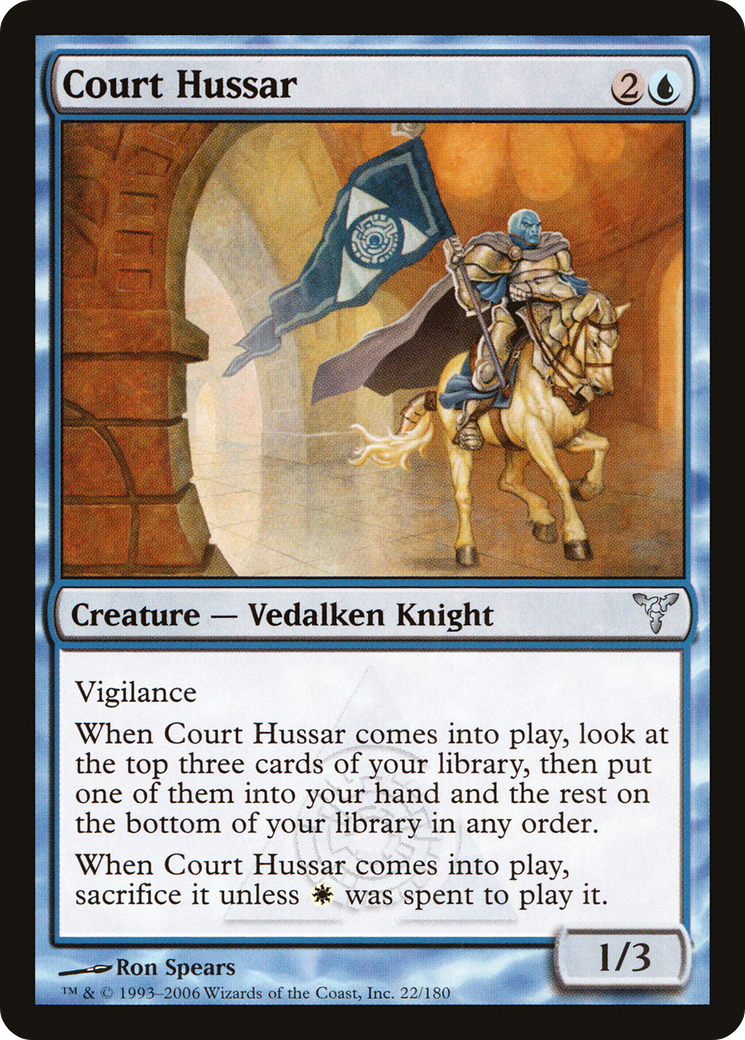 Court Hussar 2
Creature — Vedalken Knight
Vigilance
When Court Hussar comes into play, look at
the top three cards of your library, then put
one of them into your hand and the rest on
the bottom of your library in any order.
When Court Hussar comes into play,
sacrifice it unless was spent to play it.
1/3
Ron Spears
™ & © 1993–2006 Wizards of the Coast, Inc. 22/180